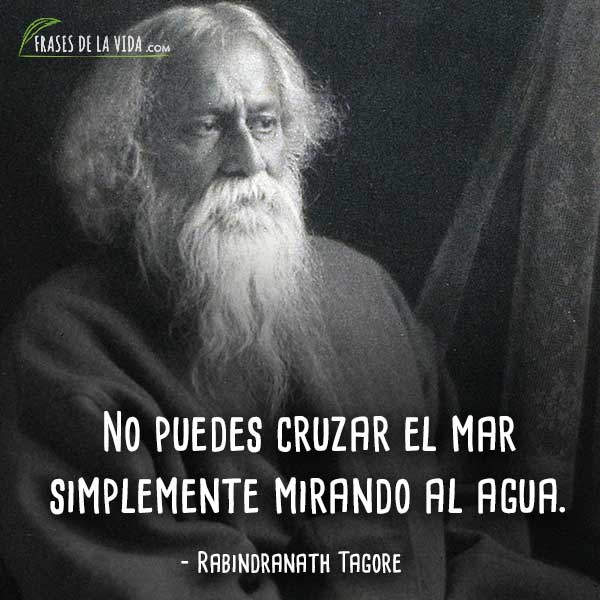 FRASES DE LA VIDA.COM
No puedes cruzar el mar
simplemente mirando al agua.
- Rabindranath Tagore